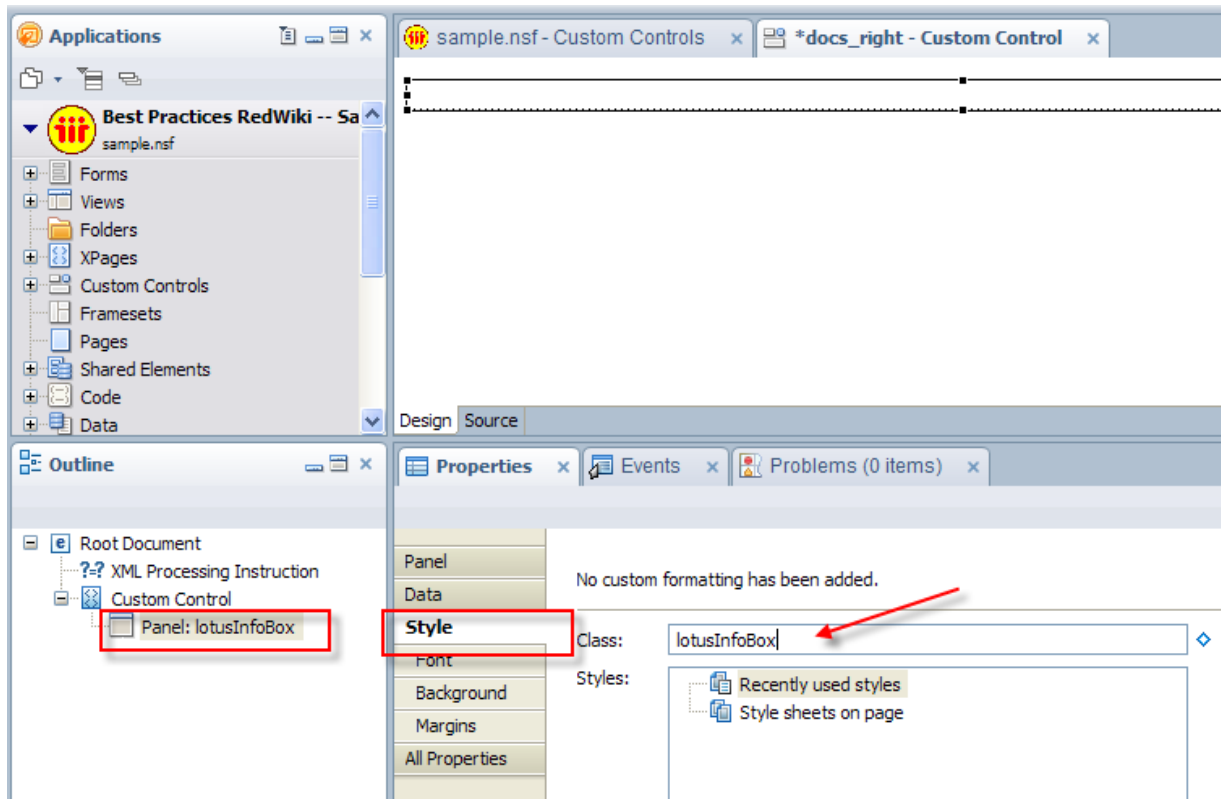 Applications
Best Practices RedWiki -- Sa
sample.nsf
Forms
Views
Folders
XPages
Custom Controls
Framesets
Pages
Shared Elements
Code
Data
sample.nsf - Custom Controls
*docs_right - Custom Control
Design Source
Outline
Root Document
?=? XML Processing Instruction
Custom Control
Panel: lotusInfoBox
Properties
Events
Problems (0 items)
Panel
Data
Style
Font
Background
Margins
All Properties
No custom formatting has been added.
Class: lotusInfoBox
Styles:
Recently used styles
Style sheets on page